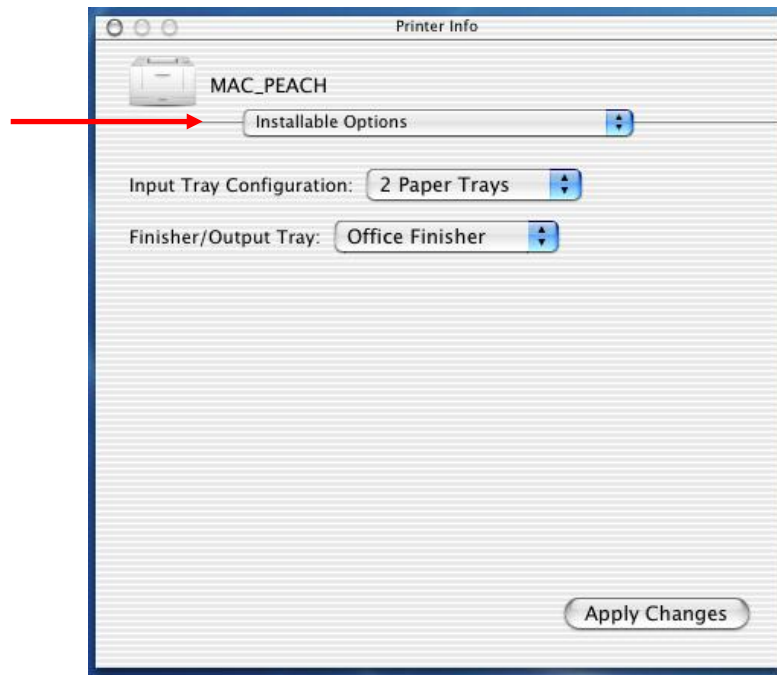 Printer Info
MAC_PEACH
Installable Options
Input Tray Configuration: 2 Paper Trays
Finisher/Output Tray: Office Finisher
Apply Changes